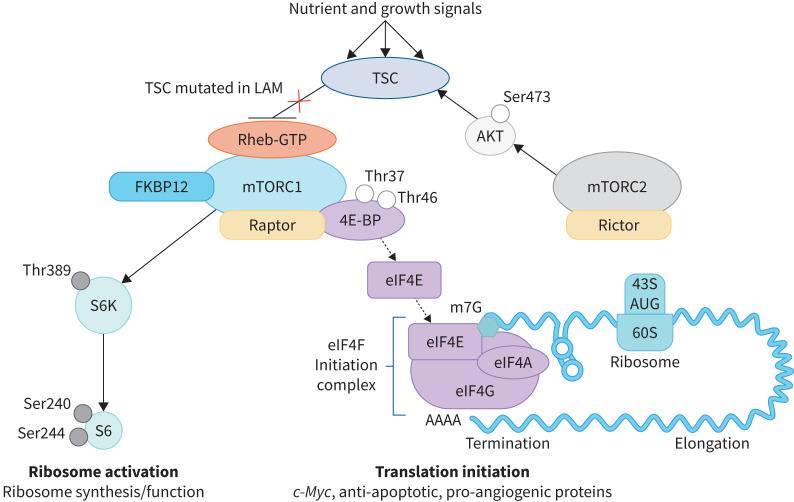 Nutrient and growth signals
TSC
TSC mutated in LAM
Ser473
AKT
Rheb-GTP
FKBP12
mTORC1
Thr37
Thr46
mTORC2
Raptor
4E-BP
Rictor
Thr389
S6K
eIF4E
m7G
43S
AUG
60S
Ribosome
eIF4F
Initiation
complex
eIF4E
eIF4A
eIF4G
Ser240
Ser244
S6
AAAA
Termination
Elongation
Ribosome activation
Ribosome synthesis/function
Translation initiation
c-Myc, anti-apoptotic, pro-angiogenic proteins